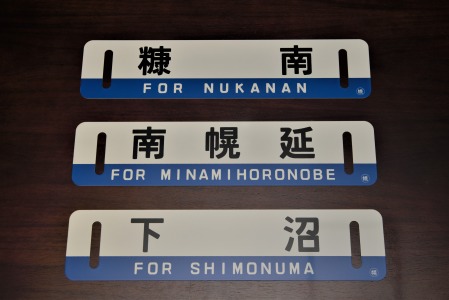 糠南
FOR NUKANAN
南幌延
FOR MINAMIHORONOBE
下沼
FOR SHIMONUMA